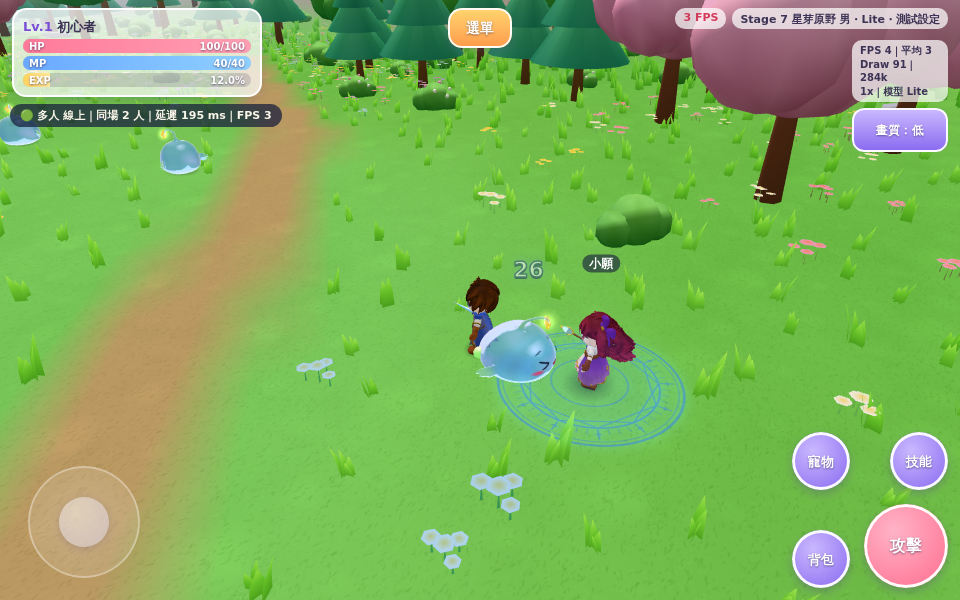 Lv.1 初心者
HP 100/100
MP 40/40
EXP 12.0%
多人 線上 | 同場 2 人 | 延遲 195 ms | FPS 3
選單
3 FPS
Stage 7 星芽原野 男・Lite・測試設定
FPS 4 | 平均 3
Draw 91 |
284k
1x | 模型 Lite
畫質：低
26
小願
寵物
技能
背包
攻擊